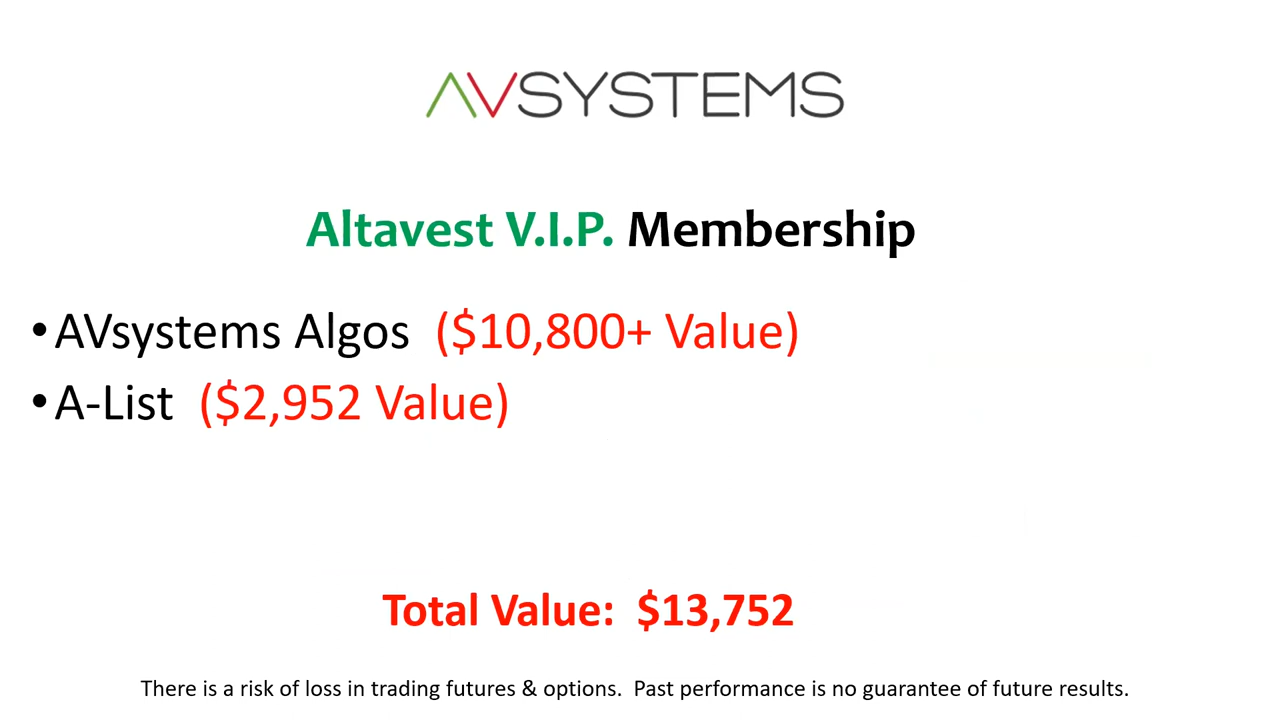 AVSYSTEMS
Altavest V.I.P. Membership
•AVsystems Algos ($10,800+ Value)
•A-List ($2,952 Value)
Total Value: $13,752
There is a risk of loss in trading futures & options. Past performance is no guarantee of future results.